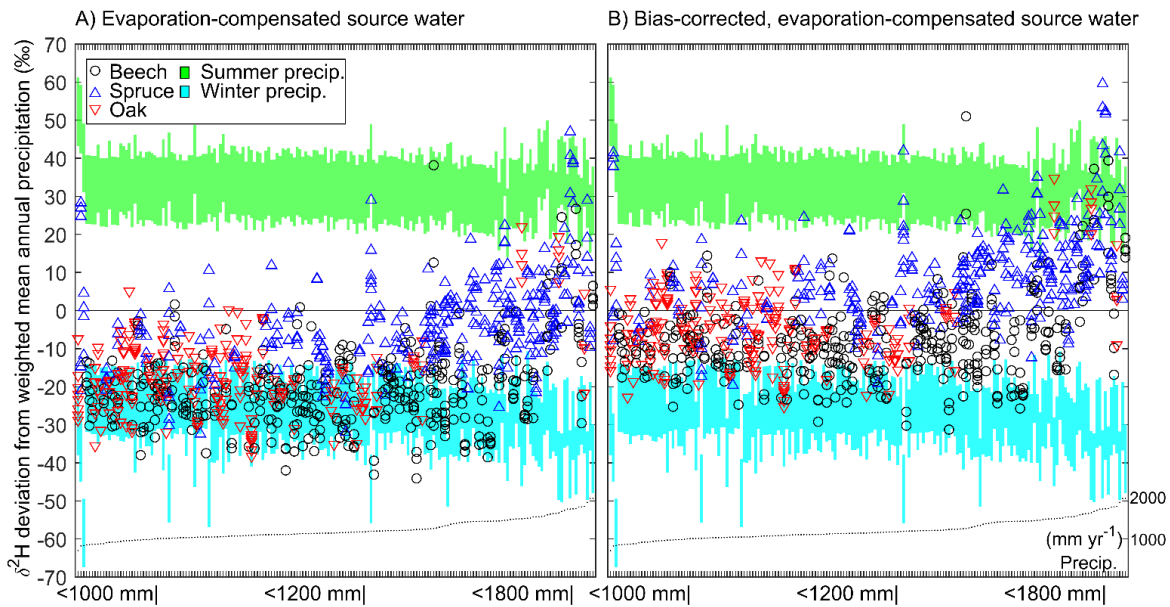 A) Evaporation-compensated source water
B) Bias-corrected, evaporation-compensated source water
δ²H deviation from weighted mean annual precipitation (‰)
70
60
50
40
30
20
10
0
-10
-20
-30
-40
-50
-60
-70
Beech
Spruce
Oak
Summer precip.
Winter precip.
2000
(mm yr⁻¹)
1000
Precip.
<1000 mm
<1200 mm
<1800 mm
<1000 mm
<1200 mm
<1800 mm